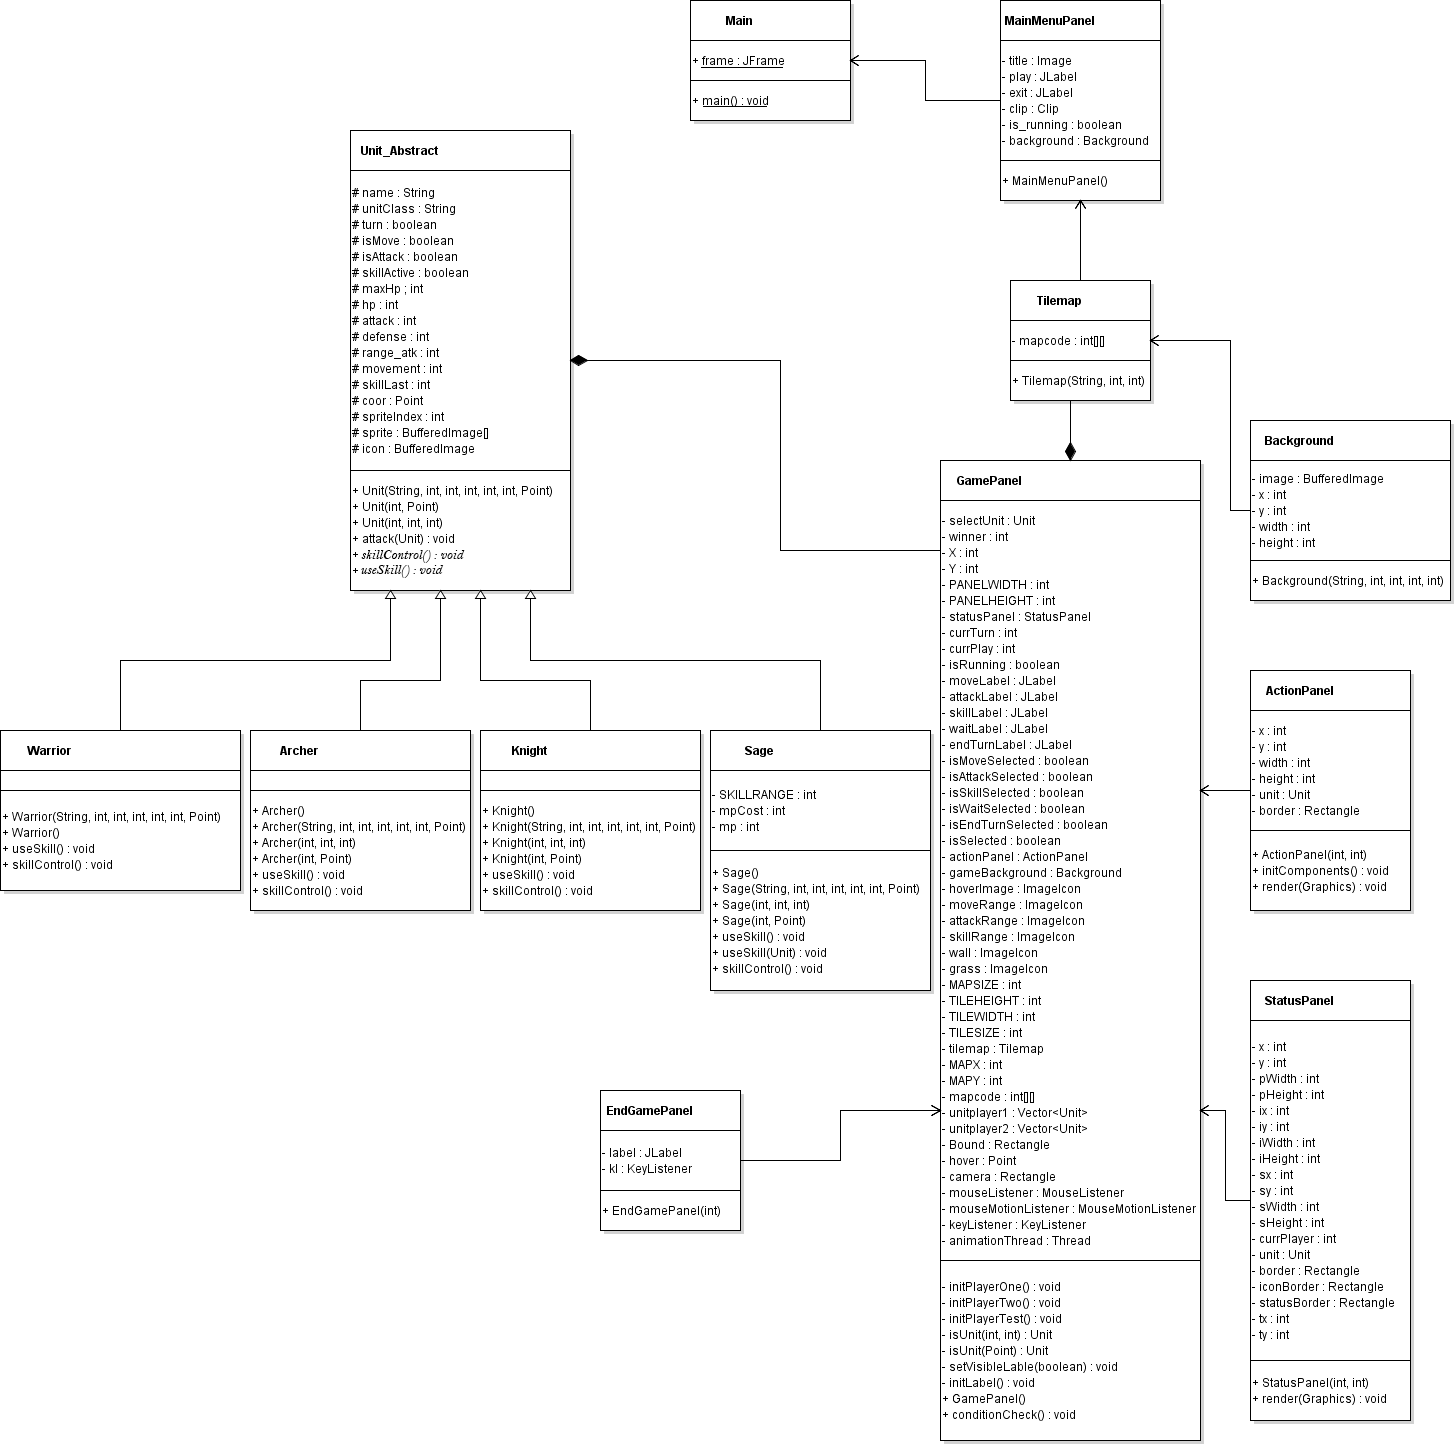 Main
+ frame : JFrame
+ main() : void
MainMenuPanel
- title : Image
- play : JLabel
- exit : JLabel
- clip : Clip
- is_running : boolean
- background : Background
+ MainMenuPanel()
Unit_Abstract
# name : String
# unitClass : String
# turn : boolean
# isMove : boolean
# isAttack : boolean
# skillActive : boolean
# maxHp ; int
# hp : int
# attack : int
# defense : int
# range_atk : int
# movement : int
# skillLast : int
# coor : Point
# spriteIndex : int
# sprite : BufferedImage[]
# icon : BufferedImage
+ Unit(String, int, int, int, int, int, Point)
+ Unit(int, Point)
+ Unit(int, int, int)
+ attack(Unit) : void
+ skillControl() : void
+ useSkill() : void
Tilemap
- mapcode : int[][]
+ Tilemap(String, int, int)
Background
- image : BufferedImage
- x : int
- y : int
- width : int
- height : int
+ Background(String, int, int, int, int)
GamePanel
- selectUnit : Unit
- winner : int
- X : int
- Y : int
- PANELWIDTH : int
- PANELHEIGHT : int
- statusPanel : StatusPanel
- currTurn : int
- currPlay : int
- isRunning : boolean
- moveLabel : JLabel
- attackLabel : JLabel
- skillLabel : JLabel
- waitLabel : JLabel
- endTurnLabel : JLabel
- isMoveSelected : boolean
- isAttackSelected : boolean
- isSkillSelected : boolean
- isWaitSelected : boolean
- isEndTurnSelected : boolean
- isSelected : boolean
- actionPanel : ActionPanel
- gameBackground : Background
- hoverImage : ImageIcon
- moveRange : ImageIcon
- attackRange : ImageIcon
- skillRange : ImageIcon
- wall : ImageIcon
- grass : ImageIcon
- MAPSIZE : int
- TILEHEIGHT : int
- TILEWIDTH : int
- TILESIZE : int
- tilemap : Tilemap
- MAPX : int
- MAPY : int
- mapcode : int[][]
- unitplayer1 : Vector<Unit>
- unitplayer2 : Vector<Unit>
- Bound : Rectangle
- hover : Point
- camera : Rectangle
- mouseListener : MouseListener
- mouseMotionListener : MouseMotionListener
- keyListener : KeyListener
- animationThread : Thread
- initPlayerOne() : void
- initPlayerTwo() : void
- initPlayerTest() : void
- isUnit(int, int) : Unit
- isUnit(Point) : Unit
- setVisibleLable(boolean) : void
- initLabel() : void
+ GamePanel()
+ conditionCheck() : void
ActionPanel
- x : int
- y : int
- width : int
- height : int
- unit : Unit
- border : Rectangle
+ ActionPanel(int, int)
+ initComponents() : void
+ render(Graphics) : void
Warrior
+ Warrior(String, int, int, int, int, int, Point)
+ Warrior()
+ useSkill() : void
+ skillControl() : void
Archer
+ Archer()
+ Archer(String, int, int, int, int, int, Point)
+ Archer(int, int, int)
+ Archer(int, Point)
+ useSkill() : void
+ skillControl() : void
Knight
+ Knight()
+ Knight(String, int, int, int, int, int, Point)
+ Knight(int, int, int)
+ Knight(int, Point)
+ useSkill() : void
+ skillControl() : void
Sage
- SKILLRANGE : int
- mpCost : int
- mp : int
+ Sage()
+ Sage(String, int, int, int, int, int, Point)
+ Sage(int, int, int)
+ Sage(int, Point)
+ useSkill() : void
+ useSkill(Unit) : void
+ skillControl() : void
StatusPanel
- x : int
- y : int
- pWidth : int
- pHeight : int
- ix : int
- iy : int
- iWidth : int
- iHeight : int
- sx : int
- sy : int
- sWidth : int
- sHeight : int
- currPlayer : int
- unit : Unit
- border : Rectangle
- iconBorder : Rectangle
- statusBorder : Rectangle
- tx : int
- ty : int
+ StatusPanel(int, int)
+ render(Graphics) : void
EndGamePanel
- label : JLabel
- kl : KeyListener
+ EndGamePanel(int)